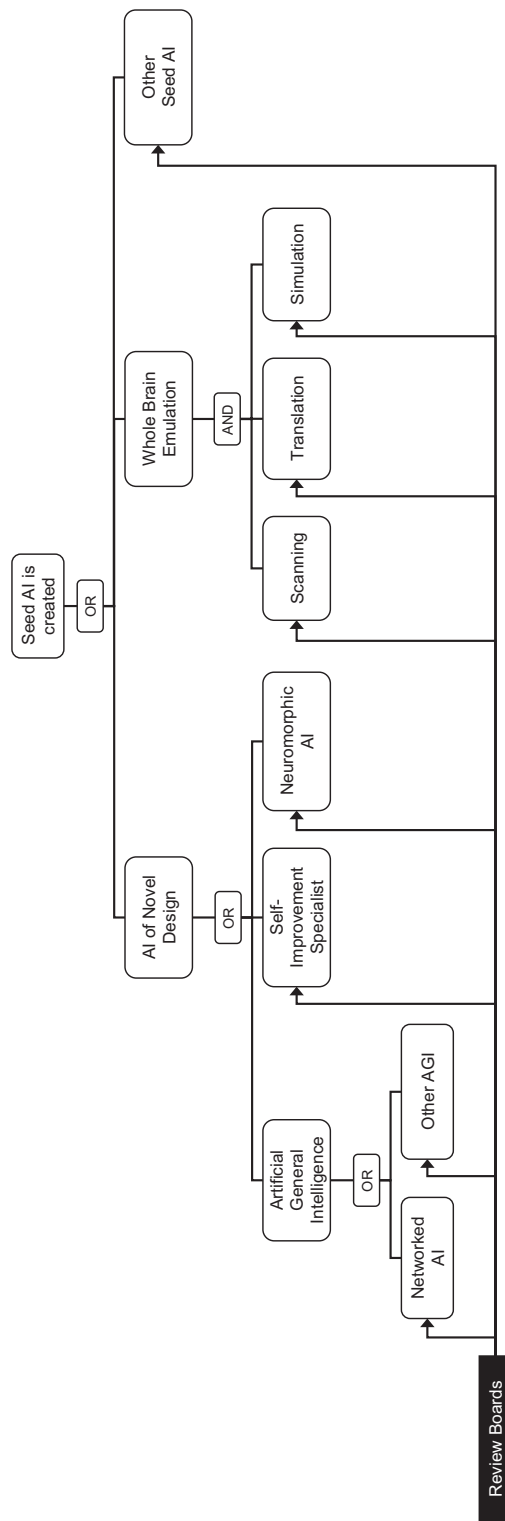 Seed AI is
created
OR
AI of Novel
Design
Whole Brain
Emulation
Other
Seed AI
OR
AND
Artificial
General
Intelligence
Self-
Improvement
Specialist
Neuromorphic
AI
Scanning
Translation
Simulation
OR
Networked
AI
Other AGI
Review Boards